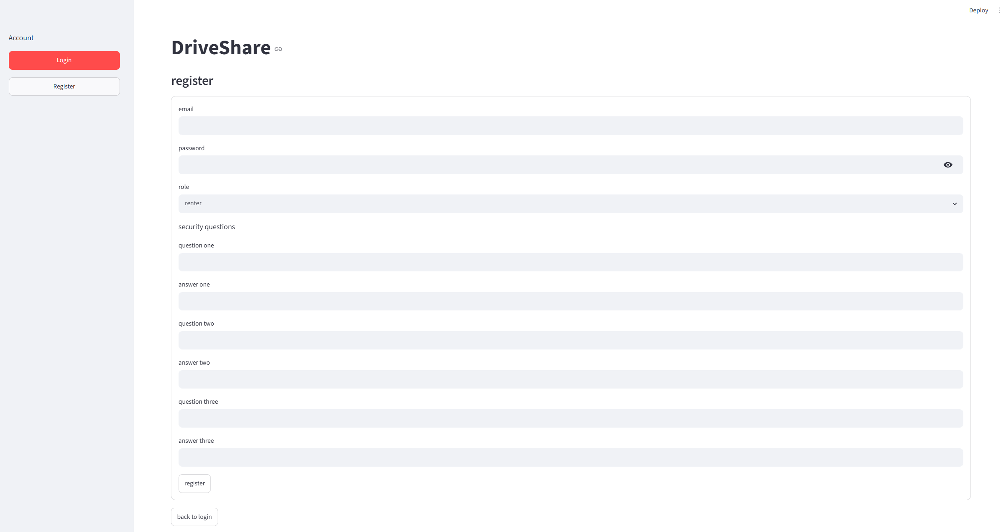 Deploy
Account
Login
Register
DriveShare
register
email
password
role
renter
security questions
question one
answer one
question two
answer two
question three
answer three
register
back to login